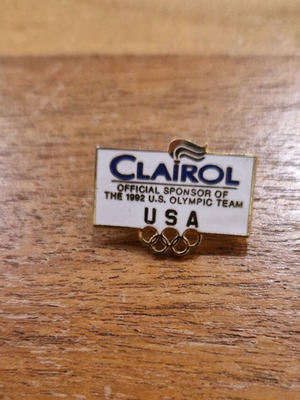 CLAIROL
OFFICIAL SPONSOR OF
THE 1992 U.S. OLYMPIC TEAM
USA